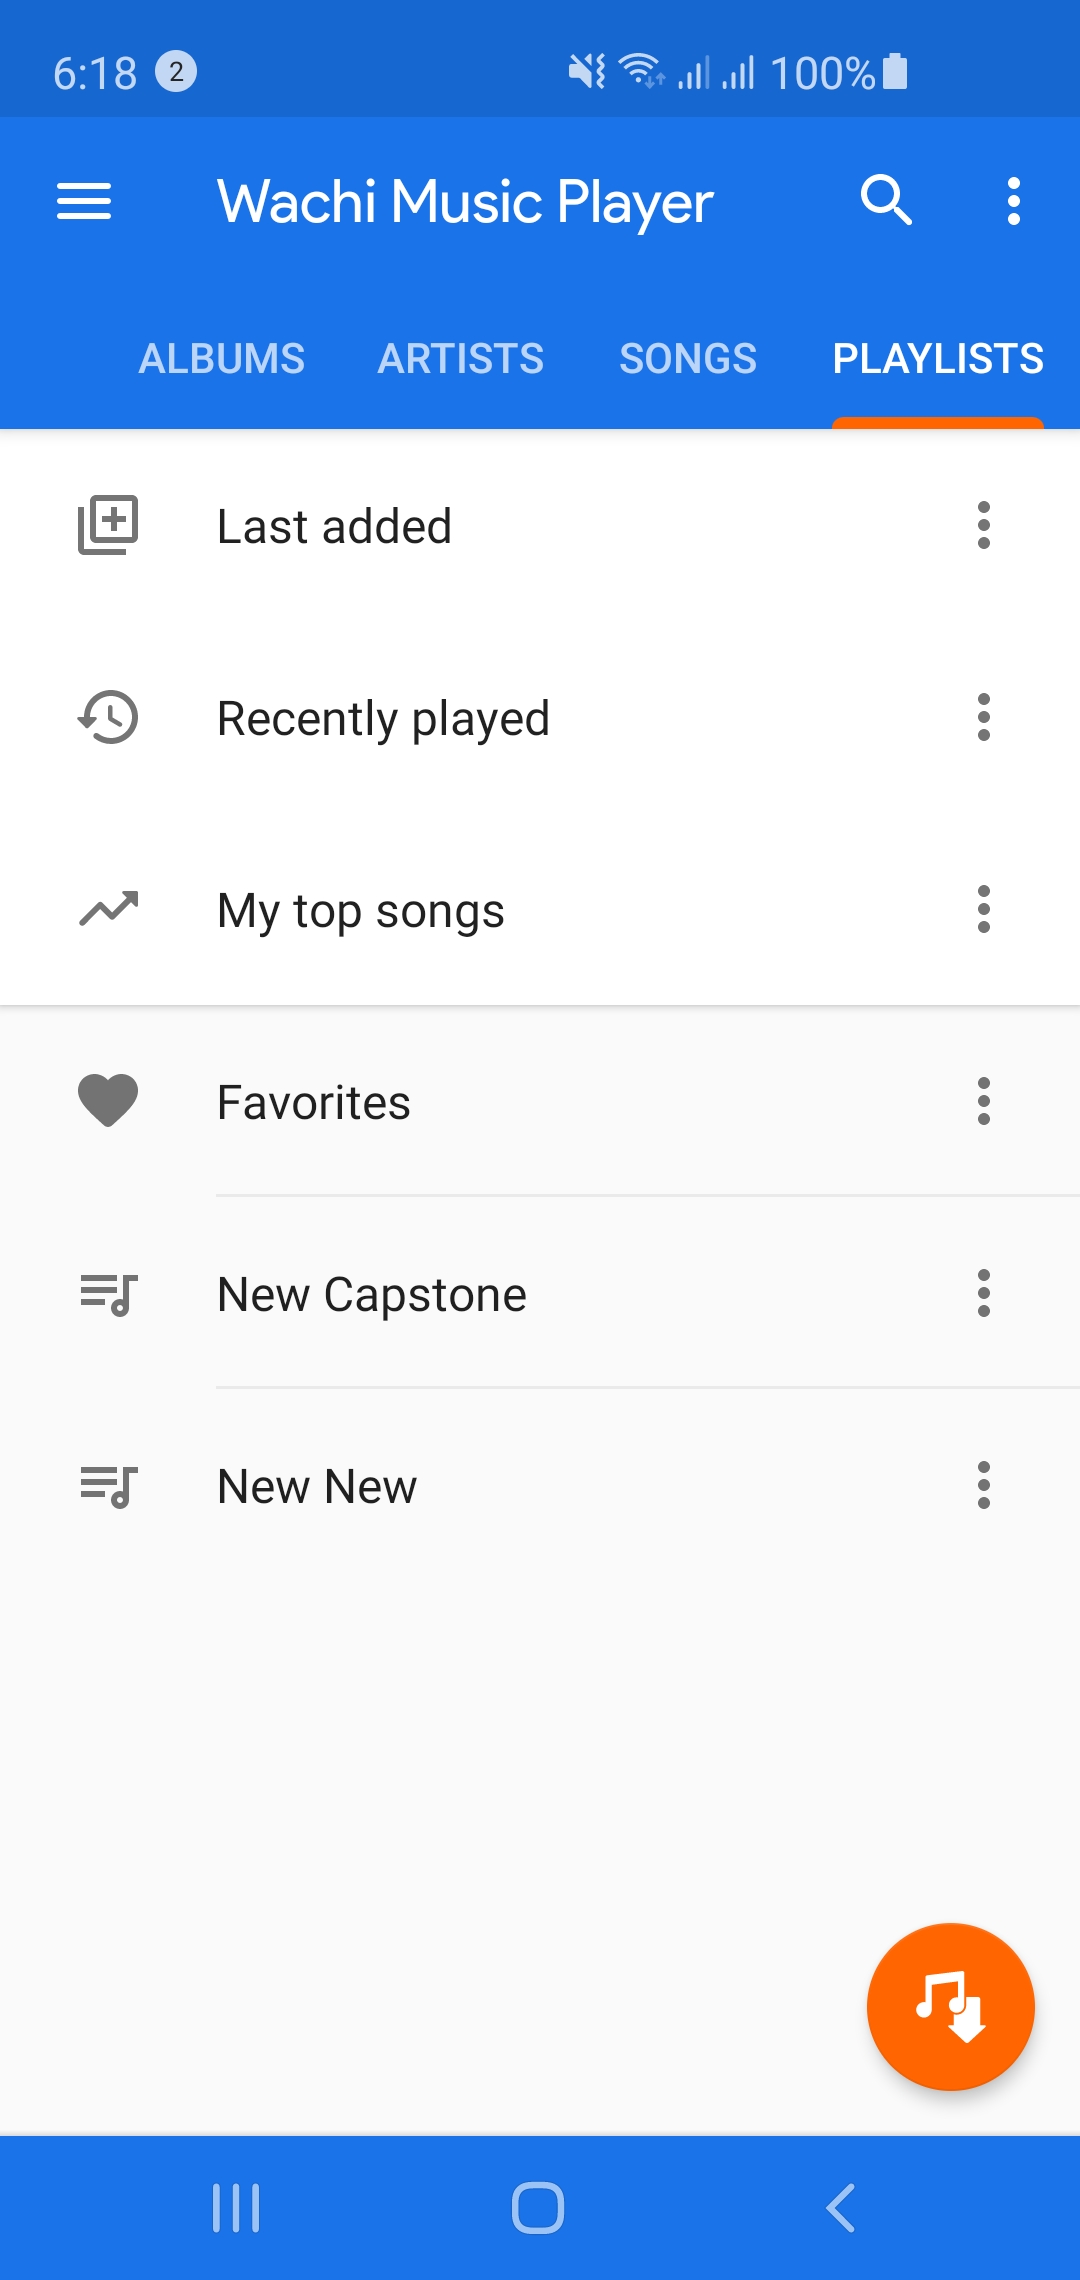 6:18 2 100%
Wachi Music Player
ALBUMS ARTISTS SONGS PLAYLISTS
Last added
Recently played
My top songs
Favorites
New Capstone
New New